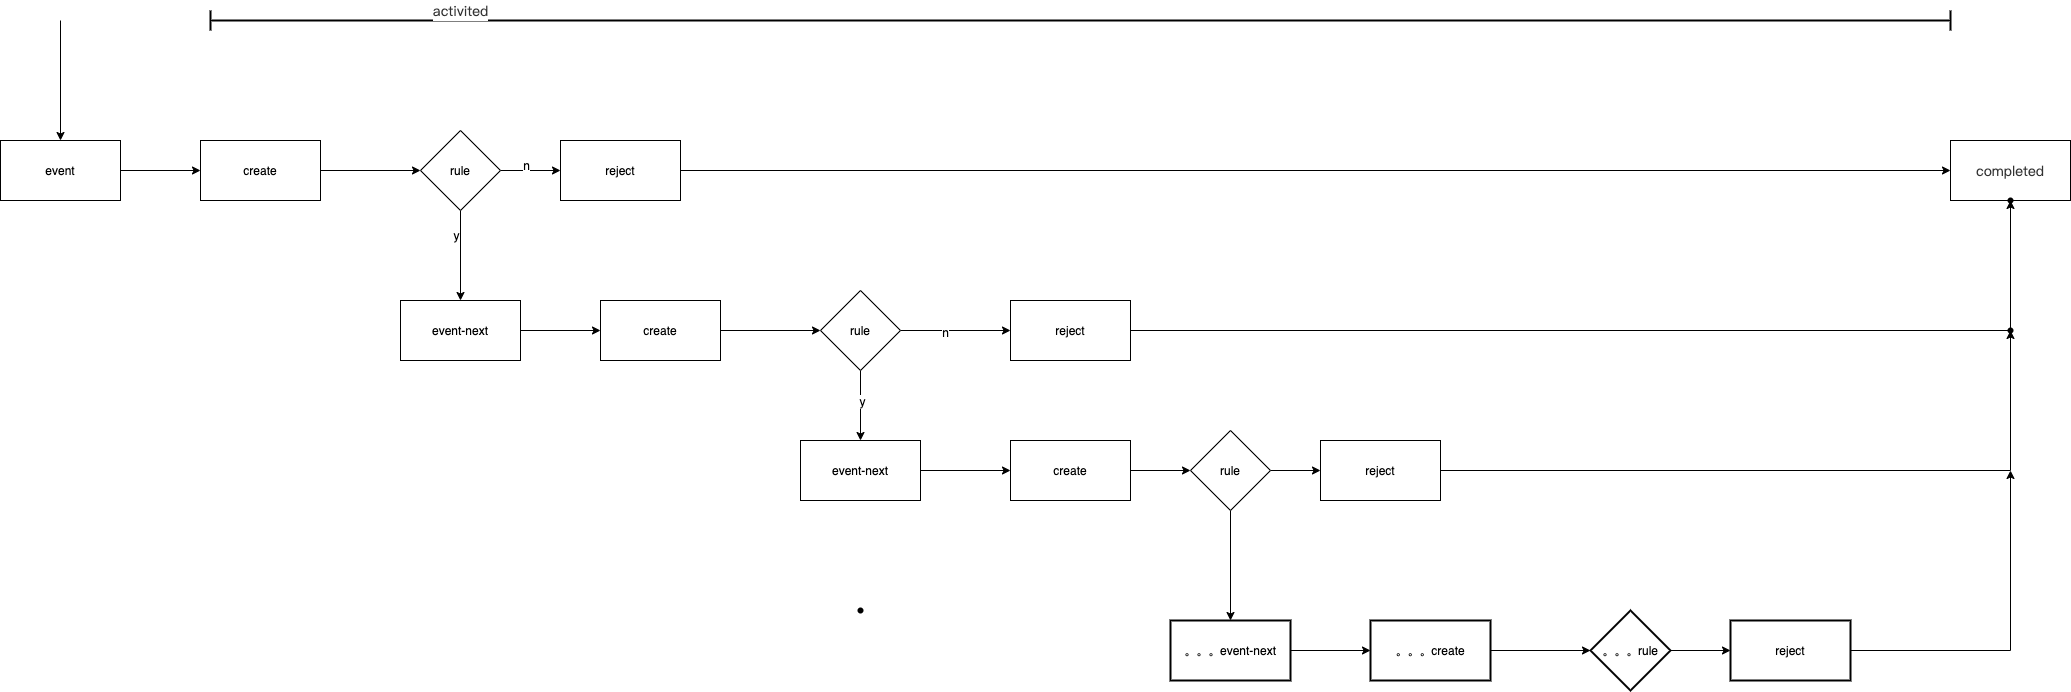 activited
event
create
rule
n
reject
completed
y
event-next
create
rule
n
reject
y
event-next
create
rule
reject
。。。event-next
。。。create
。。。rule
reject